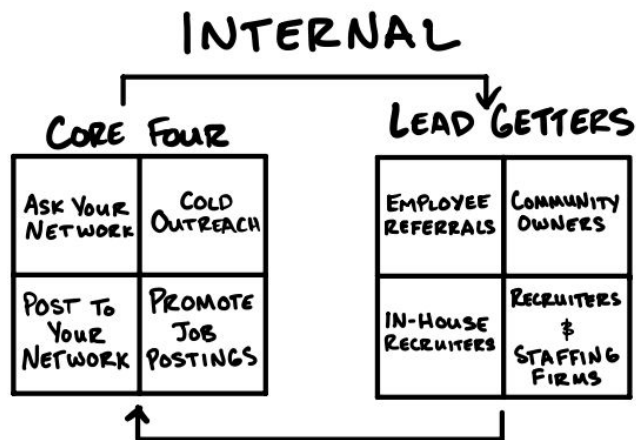 INTERNAL
CORE FOUR
ASK YOUR
NETWORK
COLD
OUTREACH
POST TO
YOUR
NETWORK
PROMOTE
JOB
POSTINGS
LEAD GETTERS
EMPLOYEE
REFERRALS
COMMUNITY
OWNERS
IN-HOUSE
RECRUITERS
RECRUITERS
&
STAFFING
FIRMS